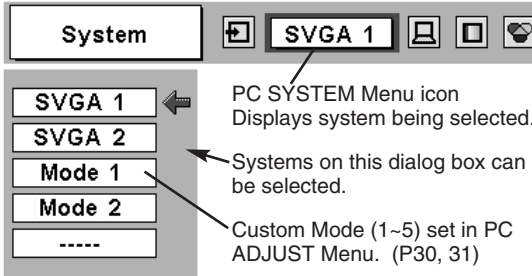 System
SVGA 1
SVGA 1
SVGA 2
Mode 1
Mode 2
-----
PC SYSTEM Menu icon
Displays system being selected.
Systems on this dialog box can
be selected.
Custom Mode (1~5) set in PC
ADJUST Menu. (P30, 31)